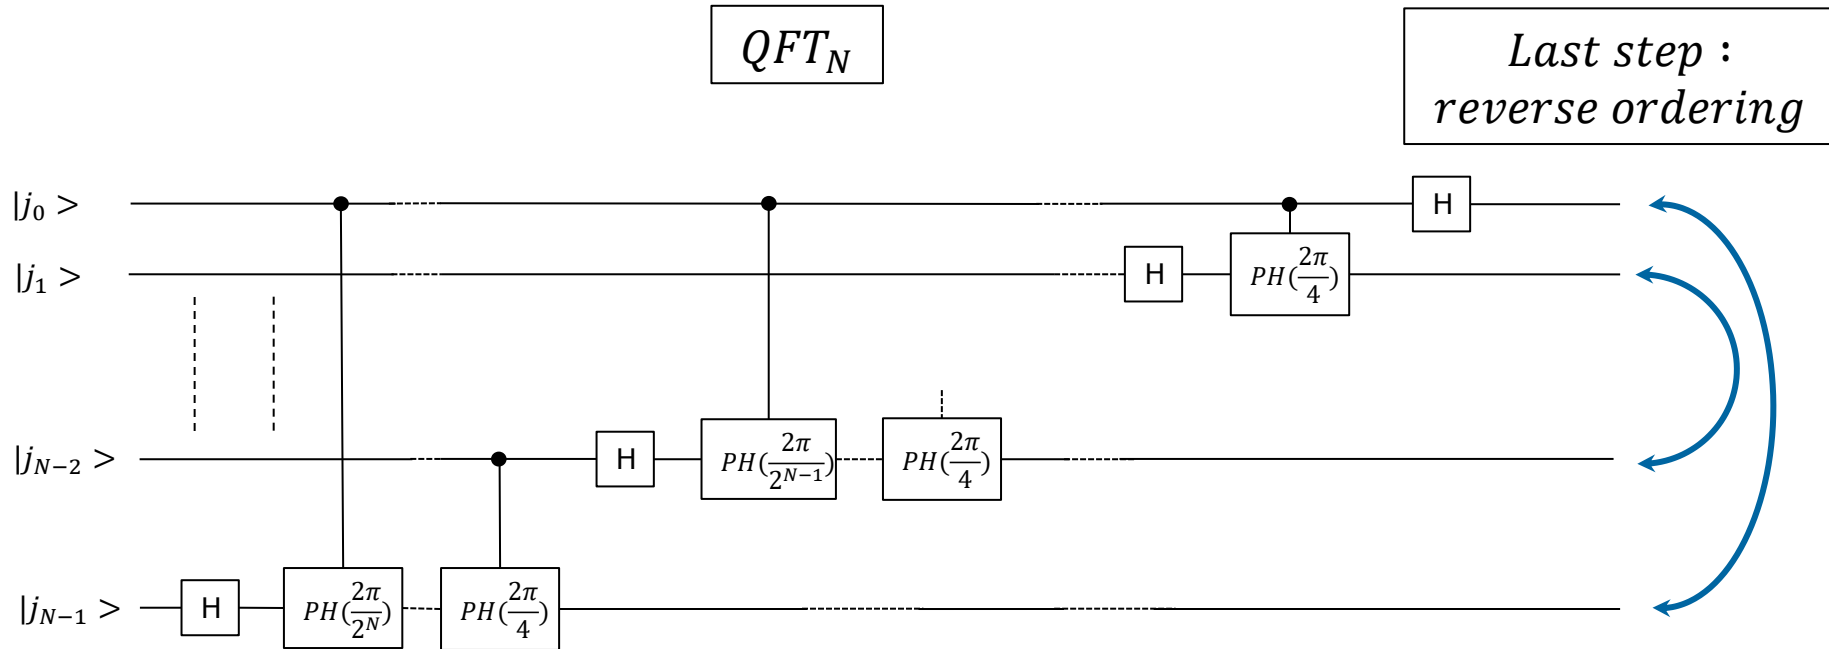 QFT_N
Last step :
reverse ordering
|j_0 > H
|j_1 > H PH(2π/4)
|j_{N-2} > H PH(2π/2^{N-1}) PH(2π/4)
|j_{N-1} > H PH(2π/2^N) PH(2π/4)